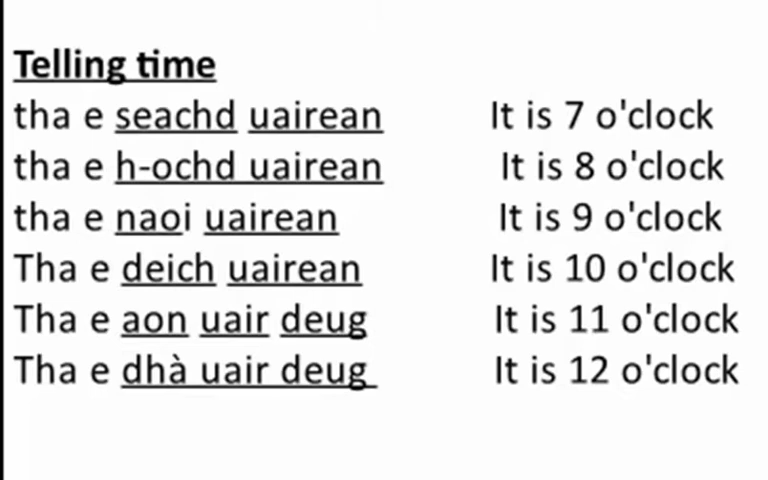 Telling time
tha e seachd uairean It is 7 o'clock
tha e h-ochd uairean It is 8 o'clock
tha e naoi uairean It is 9 o'clock
Tha e deich uairean It is 10 o'clock
Tha e aon uair deug It is 11 o'clock
Tha e dhà uair deug It is 12 o'clock